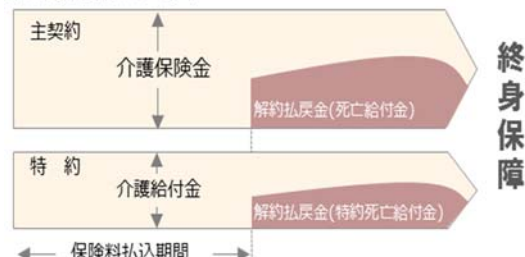 主契約
介護保険金
解約払戻金(死亡給付金)
特 約
介護給付金
解約払戻金(特約死亡給付金)
保険料払込期間
終身保障